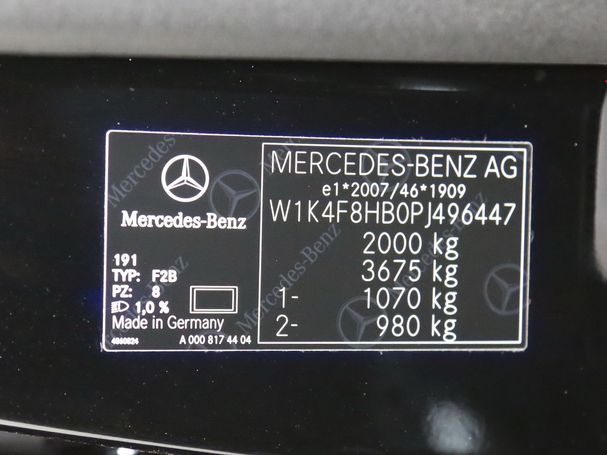 Mercedes-Benz
191
TYP: F2B
PZ: 8
1,0 %
Made in Germany
4860824
A 000 817 44 04
MERCEDES-BENZ AG
e1*2007/46*1909
W1K4F8HB0PJ496447
2000 kg
3675 kg
1- 1070 kg
2- 980 kg